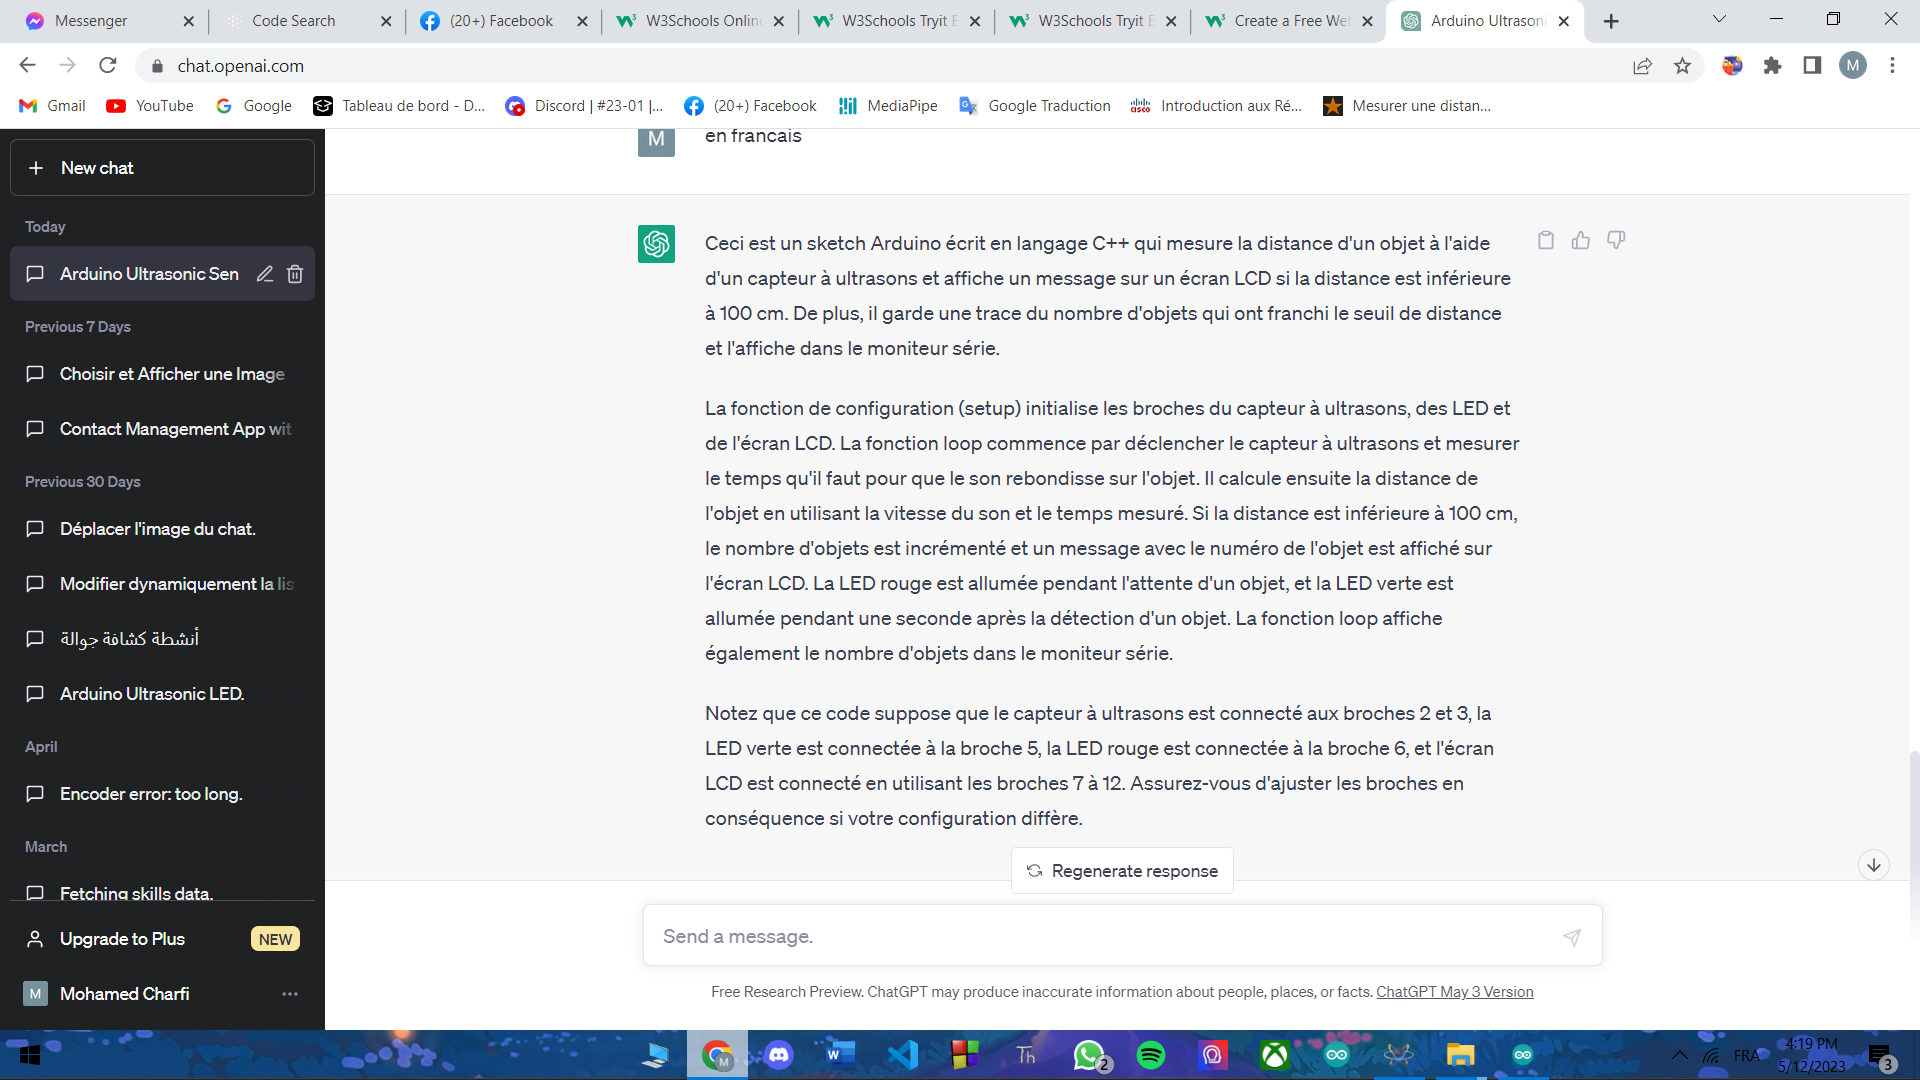 Messenger
Code Search
(20+) Facebook
W3Schools Onlin
W3Schools Tryit E
W3Schools Tryit E
Create a Free We
Arduino Ultrason
chat.openai.com
M
Gmail
YouTube
Google
Tableau de bord - D...
Discord | #23-01 |...
(20+) Facebook
MediaPipe
Google Traduction
Introduction aux Ré...
Mesurer une distan...
New chat
Today
Arduino Ultrasonic Sen
Previous 7 Days
Choisir et Afficher une Image
Contact Management App wit
Previous 30 Days
Déplacer l'image du chat.
Modifier dynamiquement la lis
أنشطة كشافة جوالة
Arduino Ultrasonic LED.
April
Encoder error: too long.
March
Fetching skills data.
Upgrade to Plus
NEW
M
Mohamed Charfi
M
en francais
Ceci est un sketch Arduino écrit en langage C++ qui mesure la distance d'un objet à l'aide
d'un capteur à ultrasons et affiche un message sur un écran LCD si la distance est inférieure
à 100 cm. De plus, il garde une trace du nombre d'objets qui ont franchi le seuil de distance
et l'affiche dans le moniteur série.
La fonction de configuration (setup) initialise les broches du capteur à ultrasons, des LED et
de l'écran LCD. La fonction loop commence par déclencher le capteur à ultrasons et mesurer
le temps qu'il faut pour que le son rebondisse sur l'objet. Il calcule ensuite la distance de
l'objet en utilisant la vitesse du son et le temps mesuré. Si la distance est inférieure à 100 cm,
le nombre d'objets est incrémenté et un message avec le numéro de l'objet est affiché sur
l'écran LCD. La LED rouge est allumée pendant l'attente d'un objet, et la LED verte est
allumée pendant une seconde après la détection d'un objet. La fonction loop affiche
également le nombre d'objets dans le moniteur série.
Notez que ce code suppose que le capteur à ultrasons est connecté aux broches 2 et 3, la
LED verte est connectée à la broche 5, la LED rouge est connectée à la broche 6, et l'écran
LCD est connecté en utilisant les broches 7 à 12. Assurez-vous d'ajuster les broches en
conséquence si votre configuration diffère.
Regenerate response
Send a message.
Free Research Preview. ChatGPT may produce inaccurate information about people, places, or facts. ChatGPT May 3 Version
Th
2
FRA
4:19 PM
5/12/2023
3